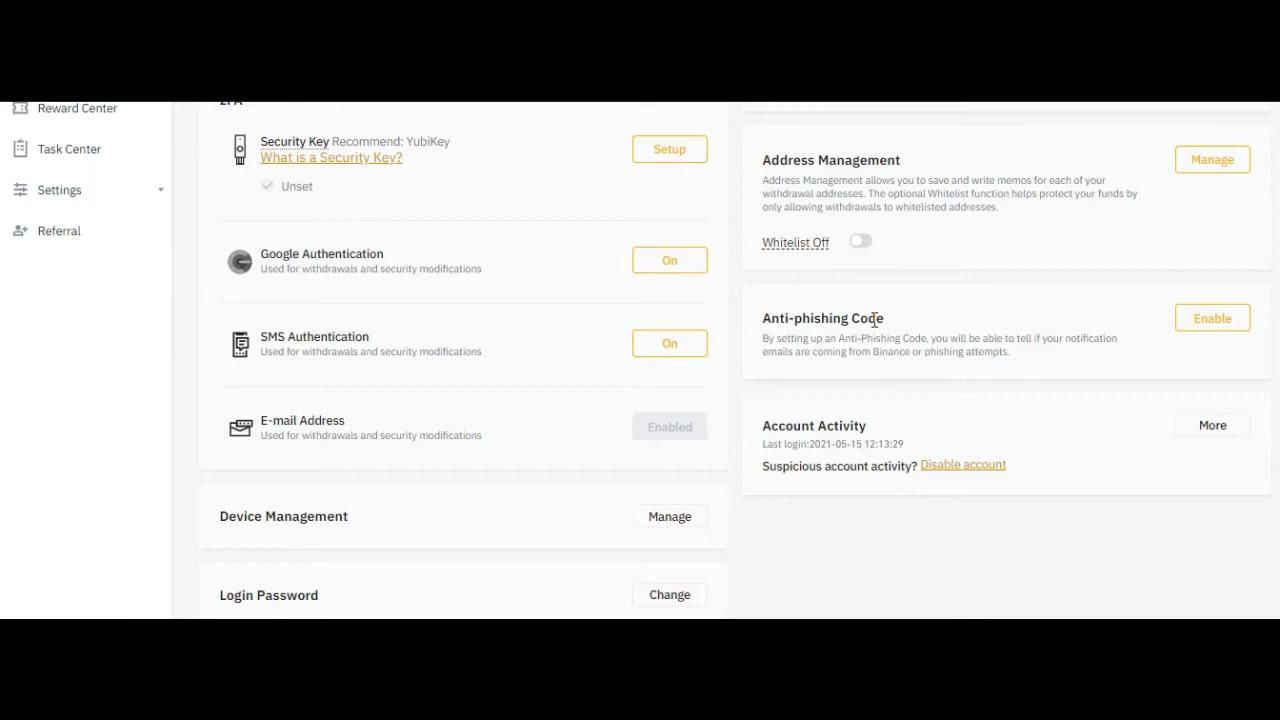 Reward Center
Task Center
Settings
Referral
2FA
Security Key Recommend: YubiKey
What is a Security Key?
Unset
Setup
Google Authentication
Used for withdrawals and security modifications
On
SMS Authentication
Used for withdrawals and security modifications
On
E-mail Address
Used for withdrawals and security modifications
Enabled
Device Management
Manage
Login Password
Change
Address Management
Manage
Address Management allows you to save and write memos for each of your
withdrawal addresses. The optional Whitelist function helps protect your funds by
only allowing withdrawals to whitelisted addresses.
Whitelist Off
Anti-phishing Code
Enable
By setting up an Anti-Phishing Code, you will be able to tell if your notification
emails are coming from Binance or phishing attempts.
Account Activity
More
Last login:2021-05-15 12:13:29
Suspicious account activity? Disable account